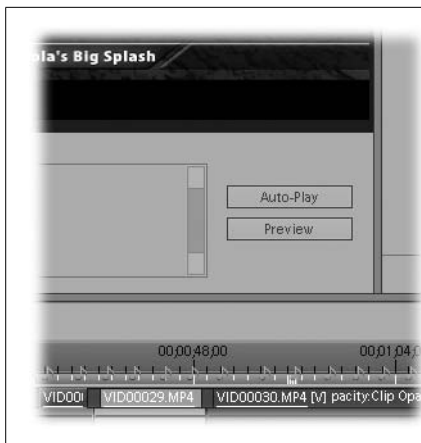 ola's Big Splash
Auto-Play
Preview
00;00;48;00 00;01;04;0
VID000 VID00029.MP4 VID00030.MP4 [V] pacity:Clip Opa